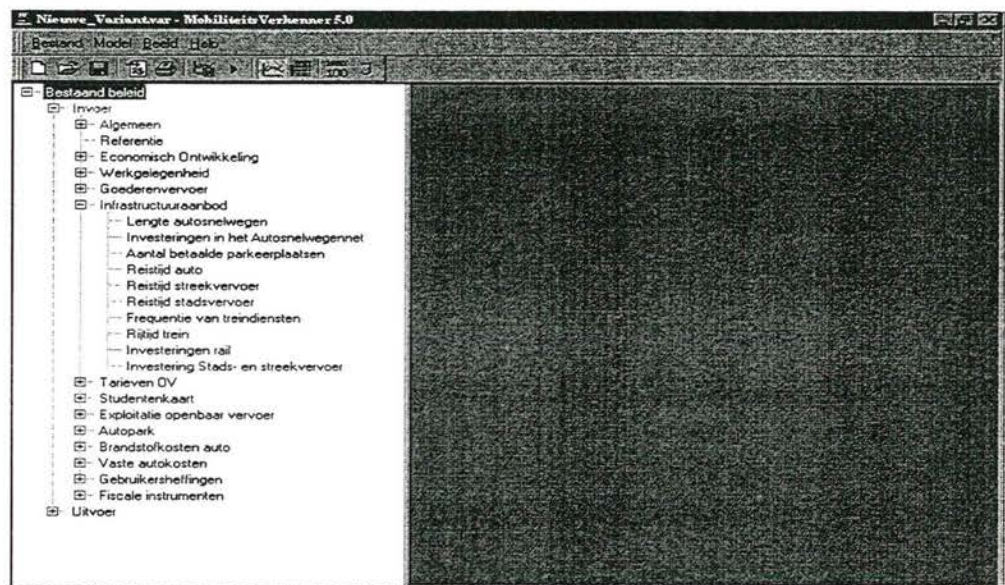 Nieuwe_Variant.var - MobiliteitsVerkenner 5.0
Bestand Model Beeld Help
100
Bestaand beleid
Invoer
Algemeen
Referentie
Economisch Ontwikkeling
Werkgelegenheid
Goederenvervoer
Infrastructuuraanbod
Lengte autosnelwegen
Investeringen in het Autosnelwegennet
Aantal betaalde parkeerplaatsen
Reistijd auto
Reistijd streekvervoer
Reistijd stadsvervoer
Frequentie van treindiensten
Rijtijd trein
Investeringen rail
Investering Stads- en streekvervoer
Tarieven OV
Studentenkaart
Exploitatie openbaar vervoer
Autopark
Brandstofkosten auto
Vaste autokosten
Gebruikersheffingen
Fiscale instrumenten
Uitvoer